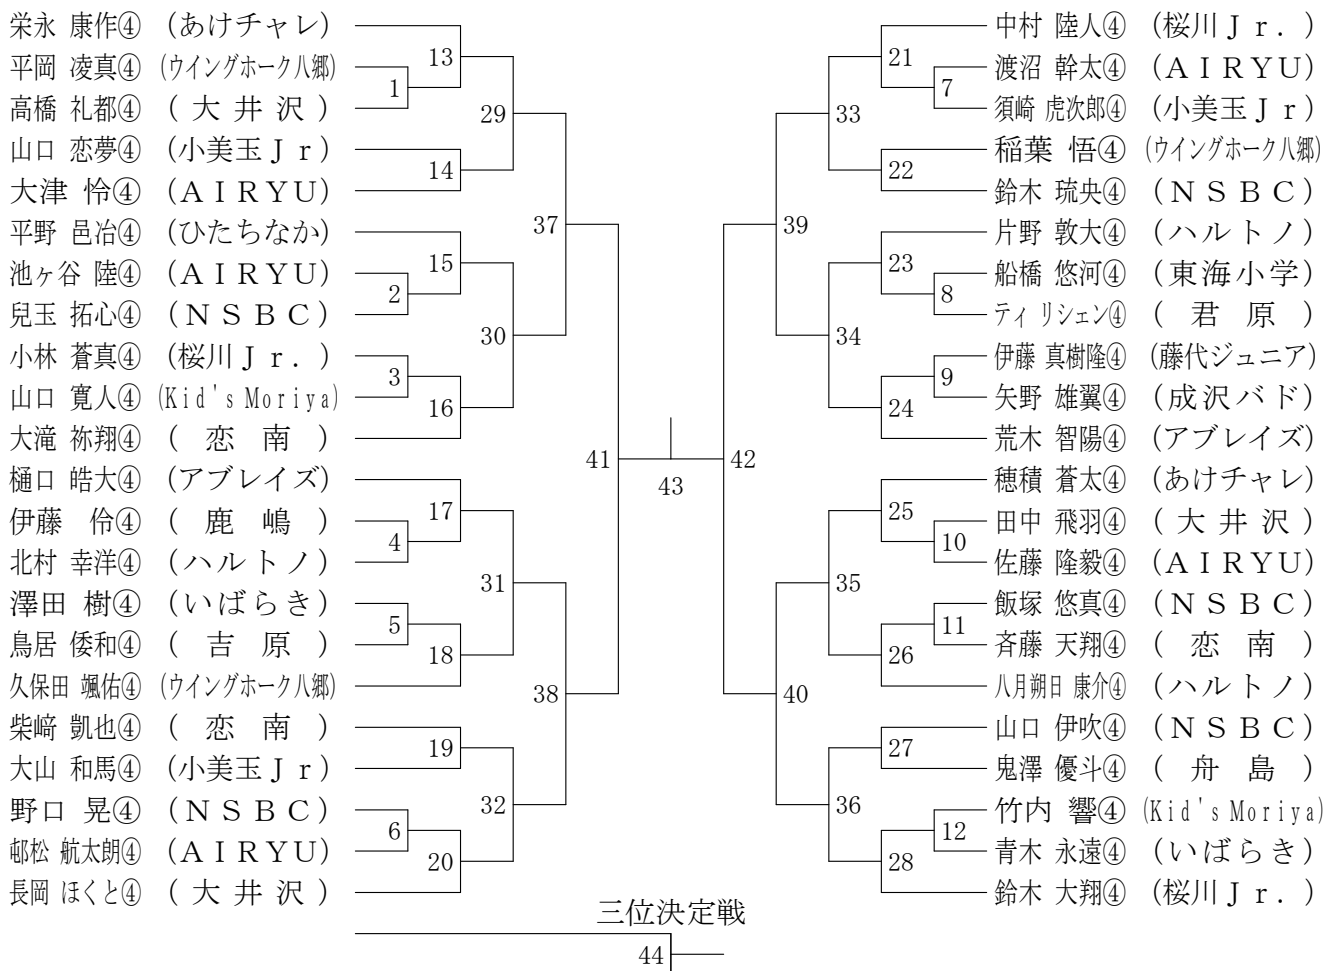 栄永 康作④ (あけチャレ)
平岡 凌真④ (ウイングホーク八郷)
高橋 礼都④ (大井沢)
山口 恋夢④ (小美玉Jr)
大津 怜④ (AIRYU)
平野 邑冶④ (ひたちなか)
池ヶ谷 陸④ (AIRYU)
兒玉 拓心④ (NSBC)
小林 蒼真④ (桜川Jr.)
山口 寛人④ (Kid's Moriya)
大滝 祢翔④ (恋南)
樋口 皓大④ (アブレイズ)
伊藤 伶④ (鹿嶋)
北村 幸洋④ (ハルトノ)
澤田 樹④ (いばらき)
鳥居 倭和④ (吉原)
久保田 颯佑④ (ウイングホーク八郷)
柴﨑 凱也④ (恋南)
大山 和馬④ (小美玉Jr)
野口 晃④ (NSBC)
邨松 航太朗④ (AIRYU)
長岡 ほくと④ (大井沢)
1
2
3
4
5
6
13
14
15
16
17
18
19
20
29
30
31
32
37
38
41
43
42
39
40
33
34
35
36
21
22
23
24
25
26
27
28
7
8
9
10
11
12
中村 陸人④ (桜川Jr.)
渡沼 幹太④ (AIRYU)
須崎 虎次郎④ (小美玉Jr)
稲葉 悟④ (ウイングホーク八郷)
鈴木 琉央④ (NSBC)
片野 敦大④ (ハルトノ)
船橋 悠河④ (東海小学)
ティ リシェン④ (君原)
伊藤 真樹隆④ (藤代ジュニア)
矢野 雄翼④ (成沢バド)
荒木 智陽④ (アブレイズ)
穂積 蒼太④ (あけチャレ)
田中 飛羽④ (大井沢)
佐藤 隆毅④ (AIRYU)
飯塚 悠真④ (NSBC)
斉藤 天翔④ (恋南)
八月朔日 康介④ (ハルトノ)
山口 伊吹④ (NSBC)
鬼澤 優斗④ (舟島)
竹内 響④ (Kid's Moriya)
青木 永遠④ (いばらき)
鈴木 大翔④ (桜川Jr.)
三位決定戦
44